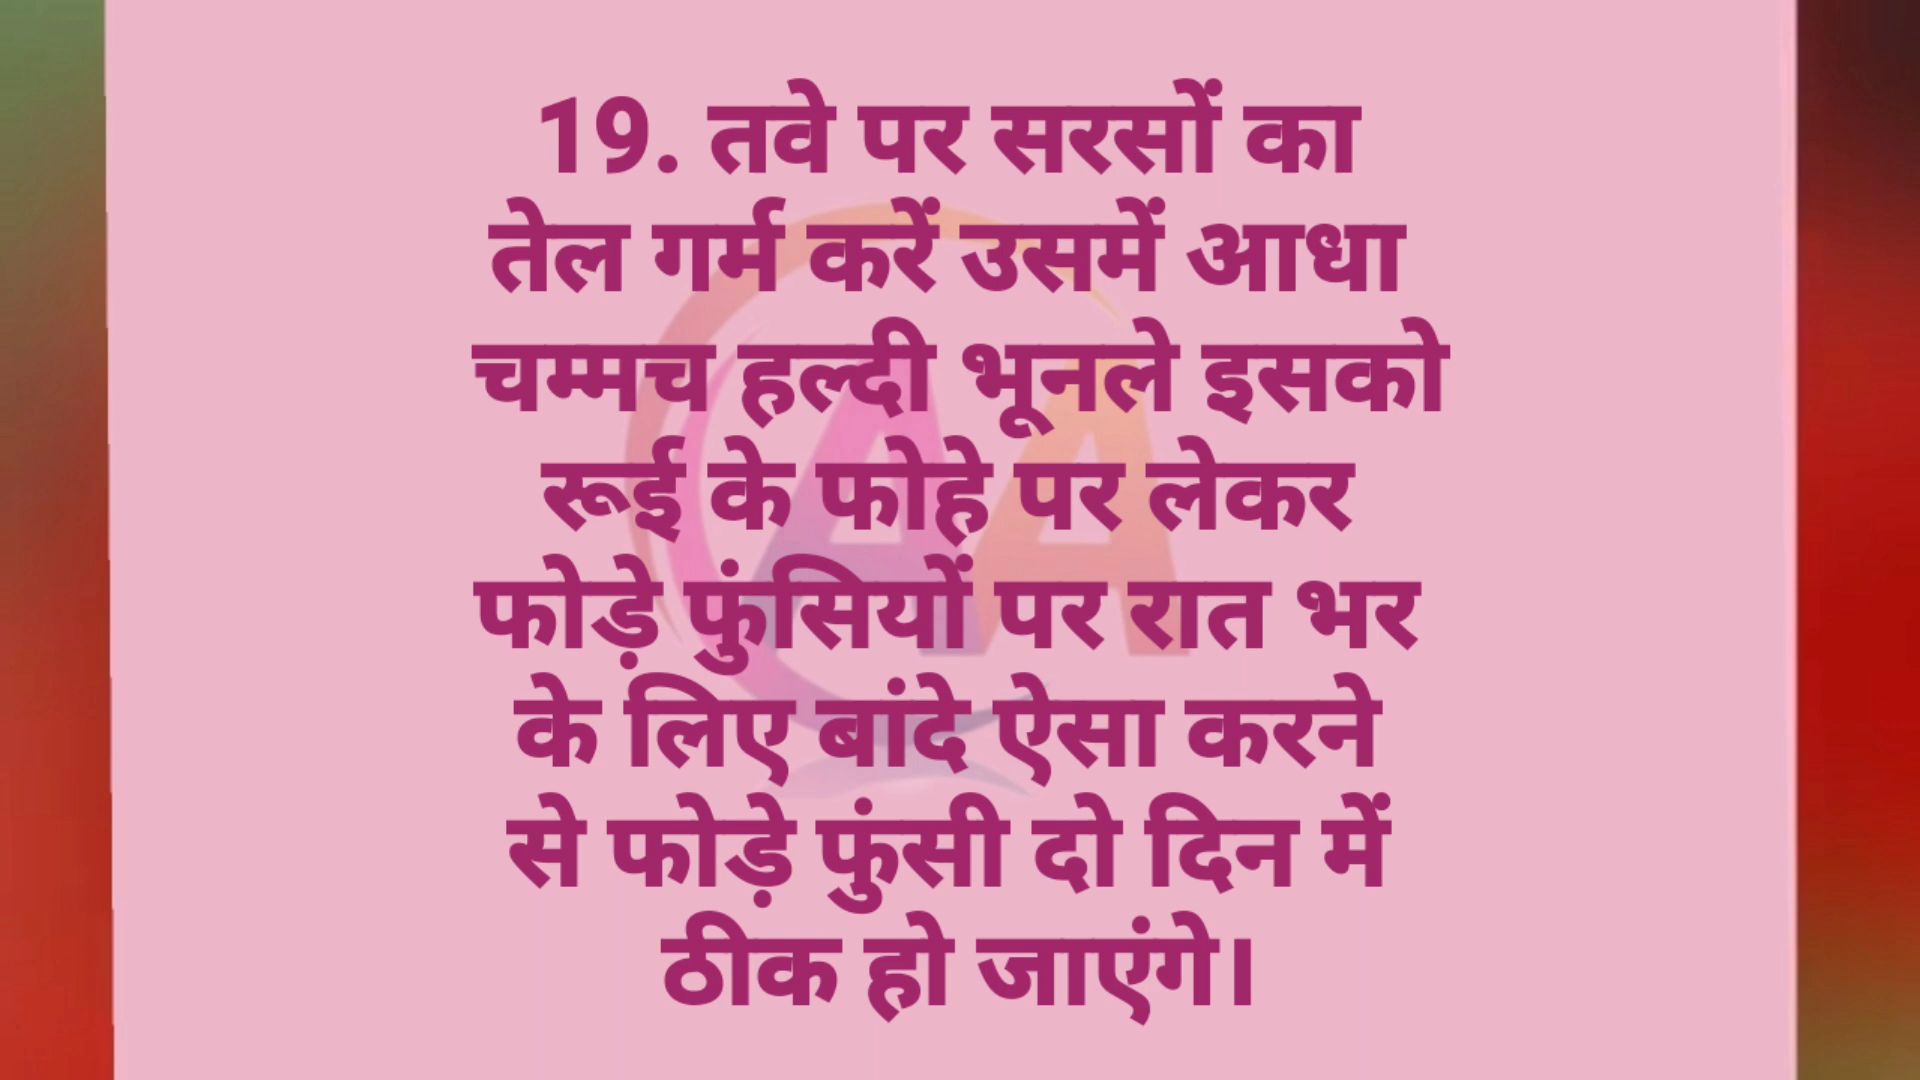 19. तवे पर सरसों का
तेल गर्म करें उसमें आधा
चम्मच हल्दी भूनले इसको
रूई के फोहे पर लेकर
फोड़े फुंसियों पर रात भर
के लिए बांदे ऐसा करने
से फोड़े फुंसी दो दिन में
ठीक हो जाएंगे।